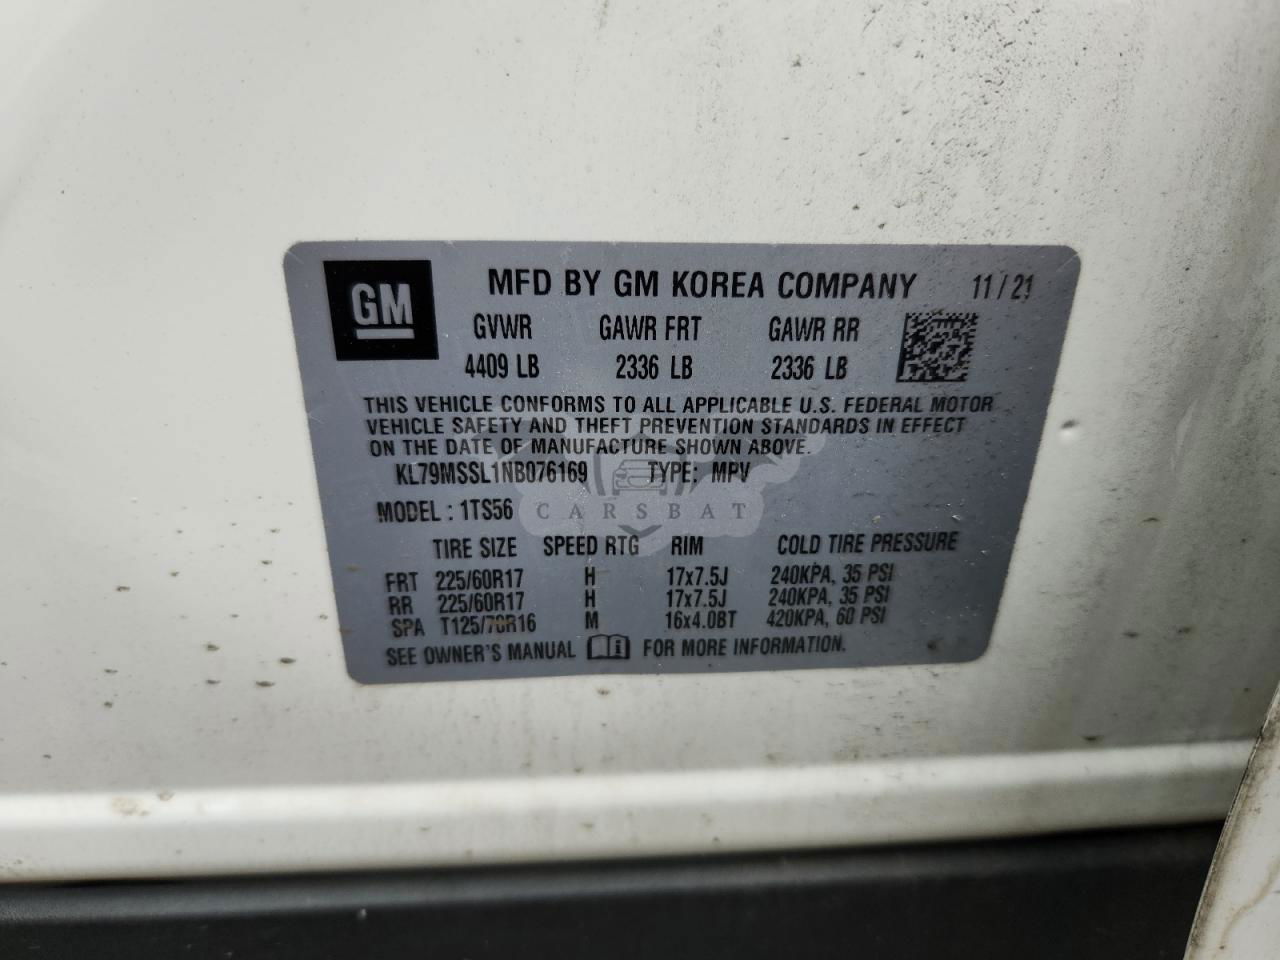 GM MFD BY GM KOREA COMPANY 11/21
GVWR GAWR FRT GAWR RR
4409 LB 2336 LB 2336 LB
THIS VEHICLE CONFORMS TO ALL APPLICABLE U.S. FEDERAL MOTOR
VEHICLE SAFETY AND THEFT PREVENTION STANDARDS IN EFFECT
ON THE DATE OF MANUFACTURE SHOWN ABOVE.
KL79MSSL1NB076169 TYPE: MPV
MODEL : 1TS56
CARSBAT
TIRE SIZE SPEED RTG RIM COLD TIRE PRESSURE
FRT 225/60R17 H 17x7.5J 240KPA, 35 PSI
RR 225/60R17 H 17x7.5J 240KPA, 35 PSI
SPA T125/70R16 M 16x4.0BT 420KPA, 60 PSI
SEE OWNER'S MANUAL FOR MORE INFORMATION.